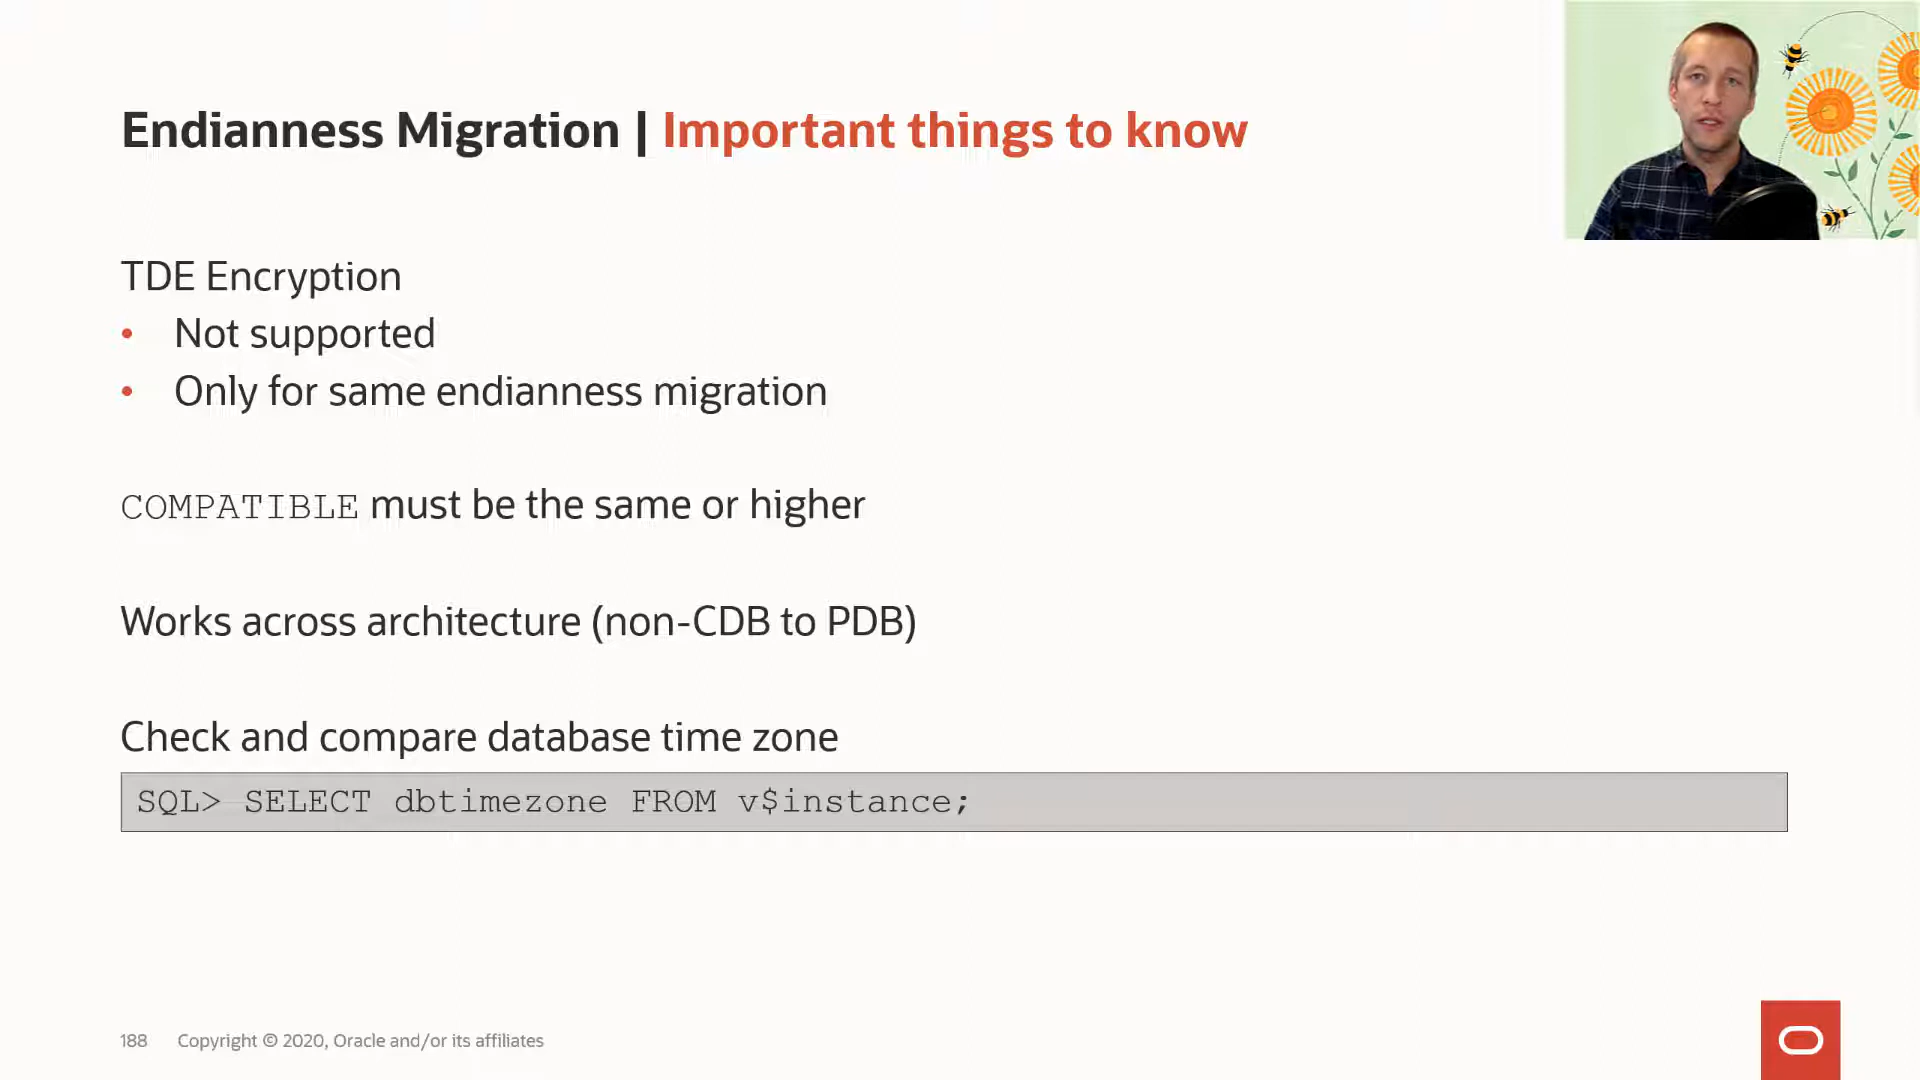 Endianness Migration | Important things to know
TDE Encryption
• Not supported
• Only for same endianness migration
COMPATIBLE must be the same or higher
Works across architecture (non-CDB to PDB)
Check and compare database time zone
SQL> SELECT dbtimezone FROM v$instance;
188 Copyright © 2020, Oracle and/or its affiliates